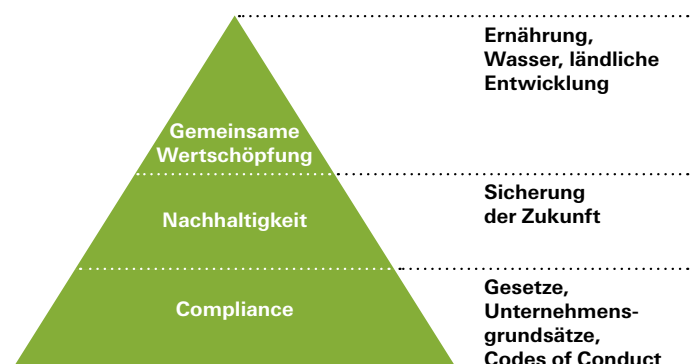 Ernährung,
Wasser, ländliche
Entwicklung
Gemeinsame
Wertschöpfung
Sicherung
der Zukunft
Nachhaltigkeit
Gesetze,
Unternehmens-
grundsätze,
Codes of Conduct
Compliance